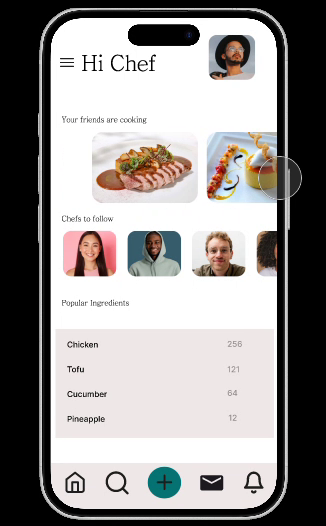 Hi Chef
Your friends are cooking
Chefs to follow
Popular Ingredients
Chicken 256
Tofu 121
Cucumber 64
Pineapple 12